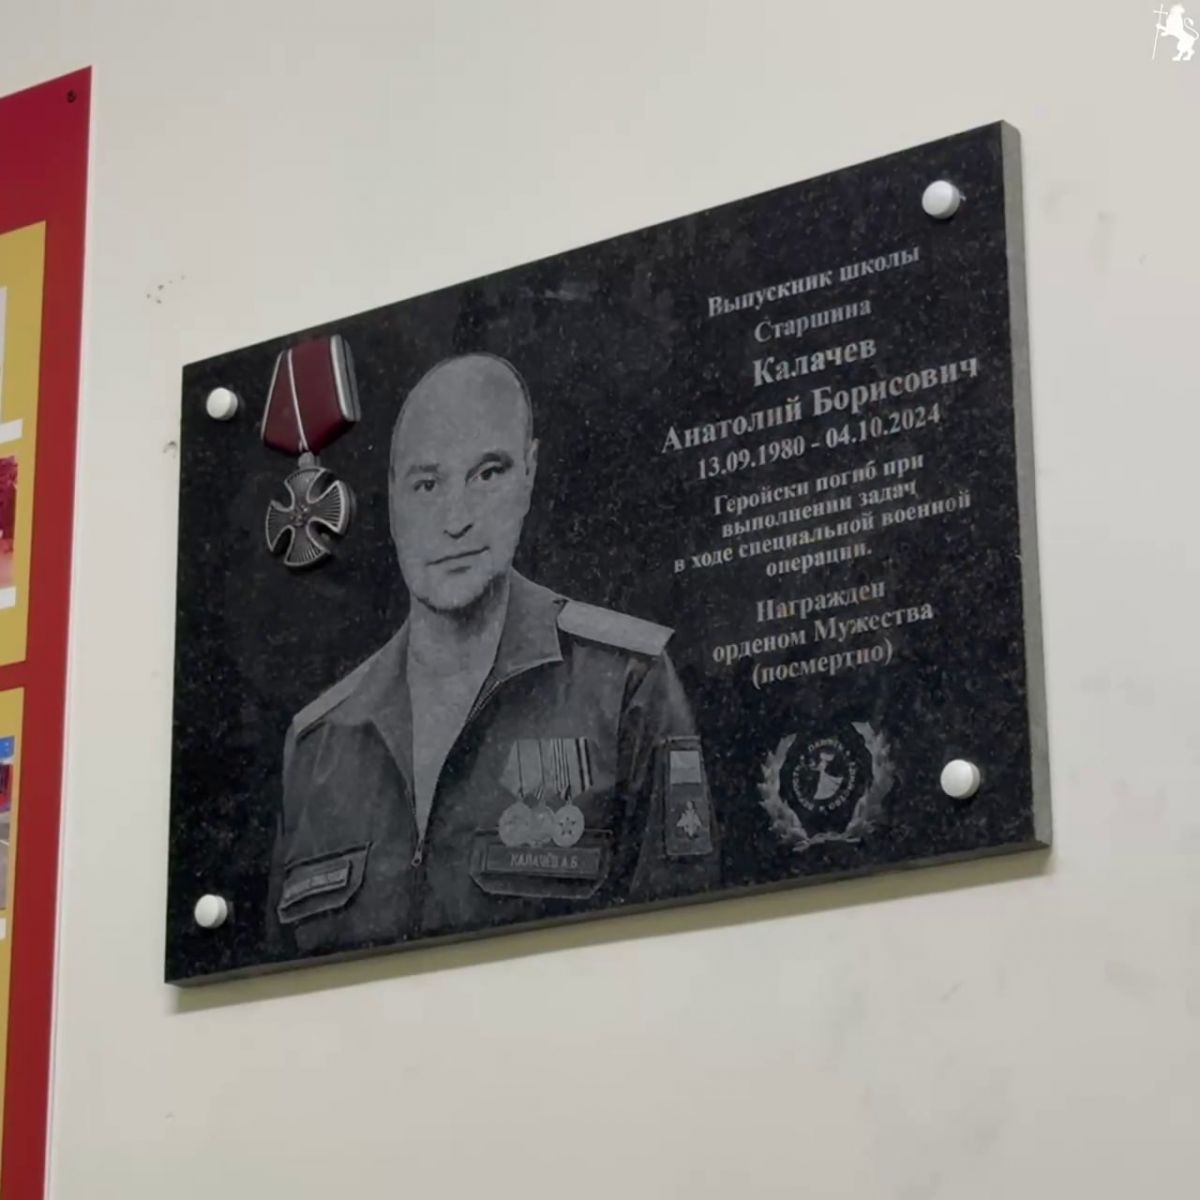 Выпускник школы
Старшина
Калачев
Анатолий Борисович
13.09.1980 - 04.10.2024
Геройски погиб при
выполнении задач
в ходе специальной военной
операции.
Награжден
орденом Мужества
(посмертно)
КАЛАЧЕВ А.Б